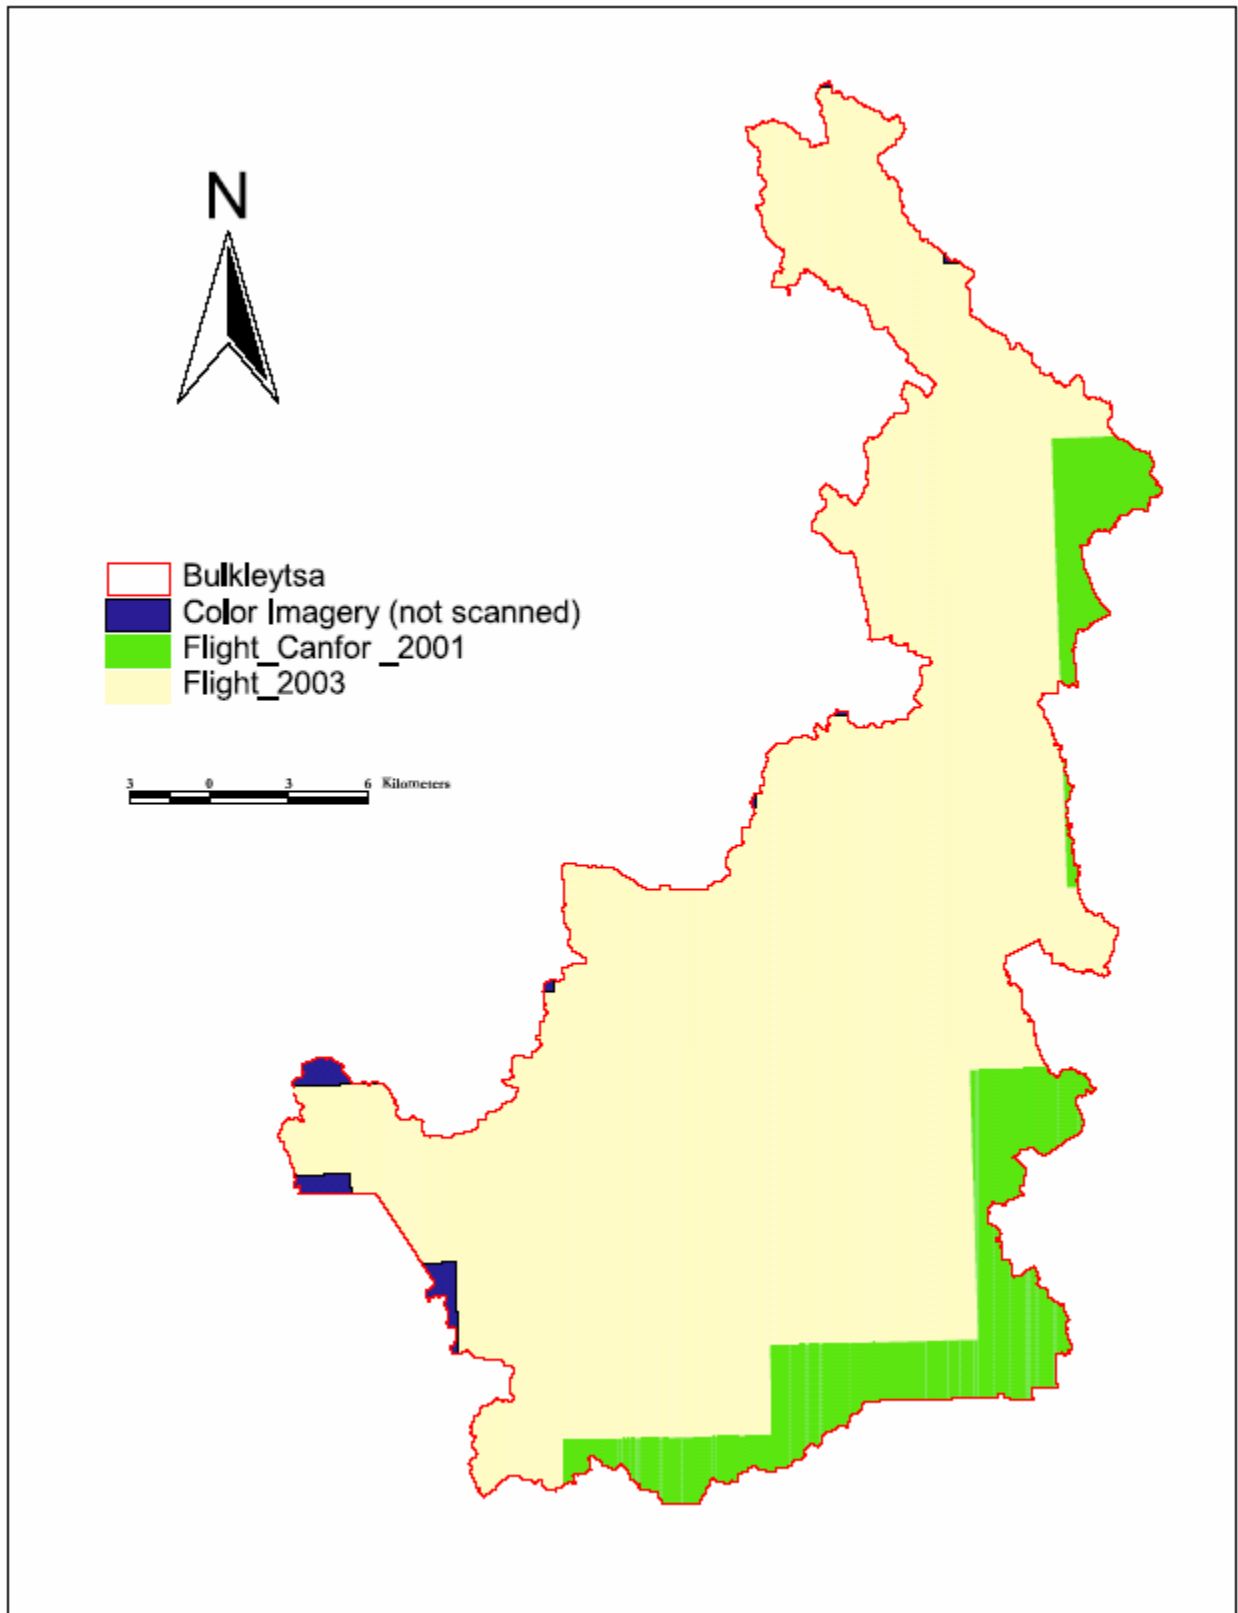 N
Bulkleytsa
Color Imagery (not scanned)
Flight_Canfor _2001
Flight_2003
3 0 3 6 Kilometers